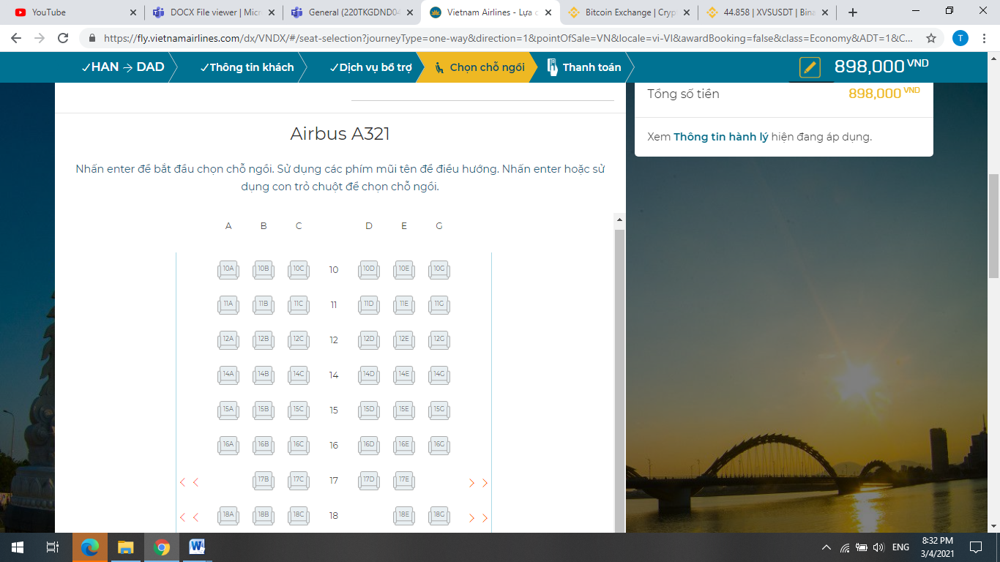 YouTube
DOCX File viewer | Micr
General (220TKGDND04
Vietnam Airlines - Lựa c
Bitcoin Exchange | Cryp
44.858 | XVSUSDT | Bina
https://fly.vietnamairlines.com/dx/VNDX/#/seat-selection?journeyType=one-way&direction=1&pointOfSale=VN&locale=vi-VI&awardBooking=false&class=Economy&ADT=1&C...
T
HAN → DAD
Thông tin khách
Dịch vụ bổ trợ
Chọn chỗ ngồi
Thanh toán
898,000 VND
Tổng số tiền
898,000 VND
Xem Thông tin hành lý hiện đang áp dụng.
Airbus A321
Nhấn enter để bắt đầu chọn chỗ ngồi. Sử dụng các phím mũi tên để điều hướng. Nhấn enter hoặc sử
dụng con trỏ chuột để chọn chỗ ngồi.
A B C D E G
10A 10B 10C 10 10D 10E 10G
11A 11B 11C 11 11D 11E 11G
12A 12B 12C 12 12D 12E 12G
14A 14B 14C 14 14D 14E 14G
15A 15B 15C 15 15D 15E 15G
16A 16B 16C 16 16D 16E 16G
17B 17C 17 17D 17E
18A 18B 18C 18 18E 18G
ENG
8:32 PM
3/4/2021